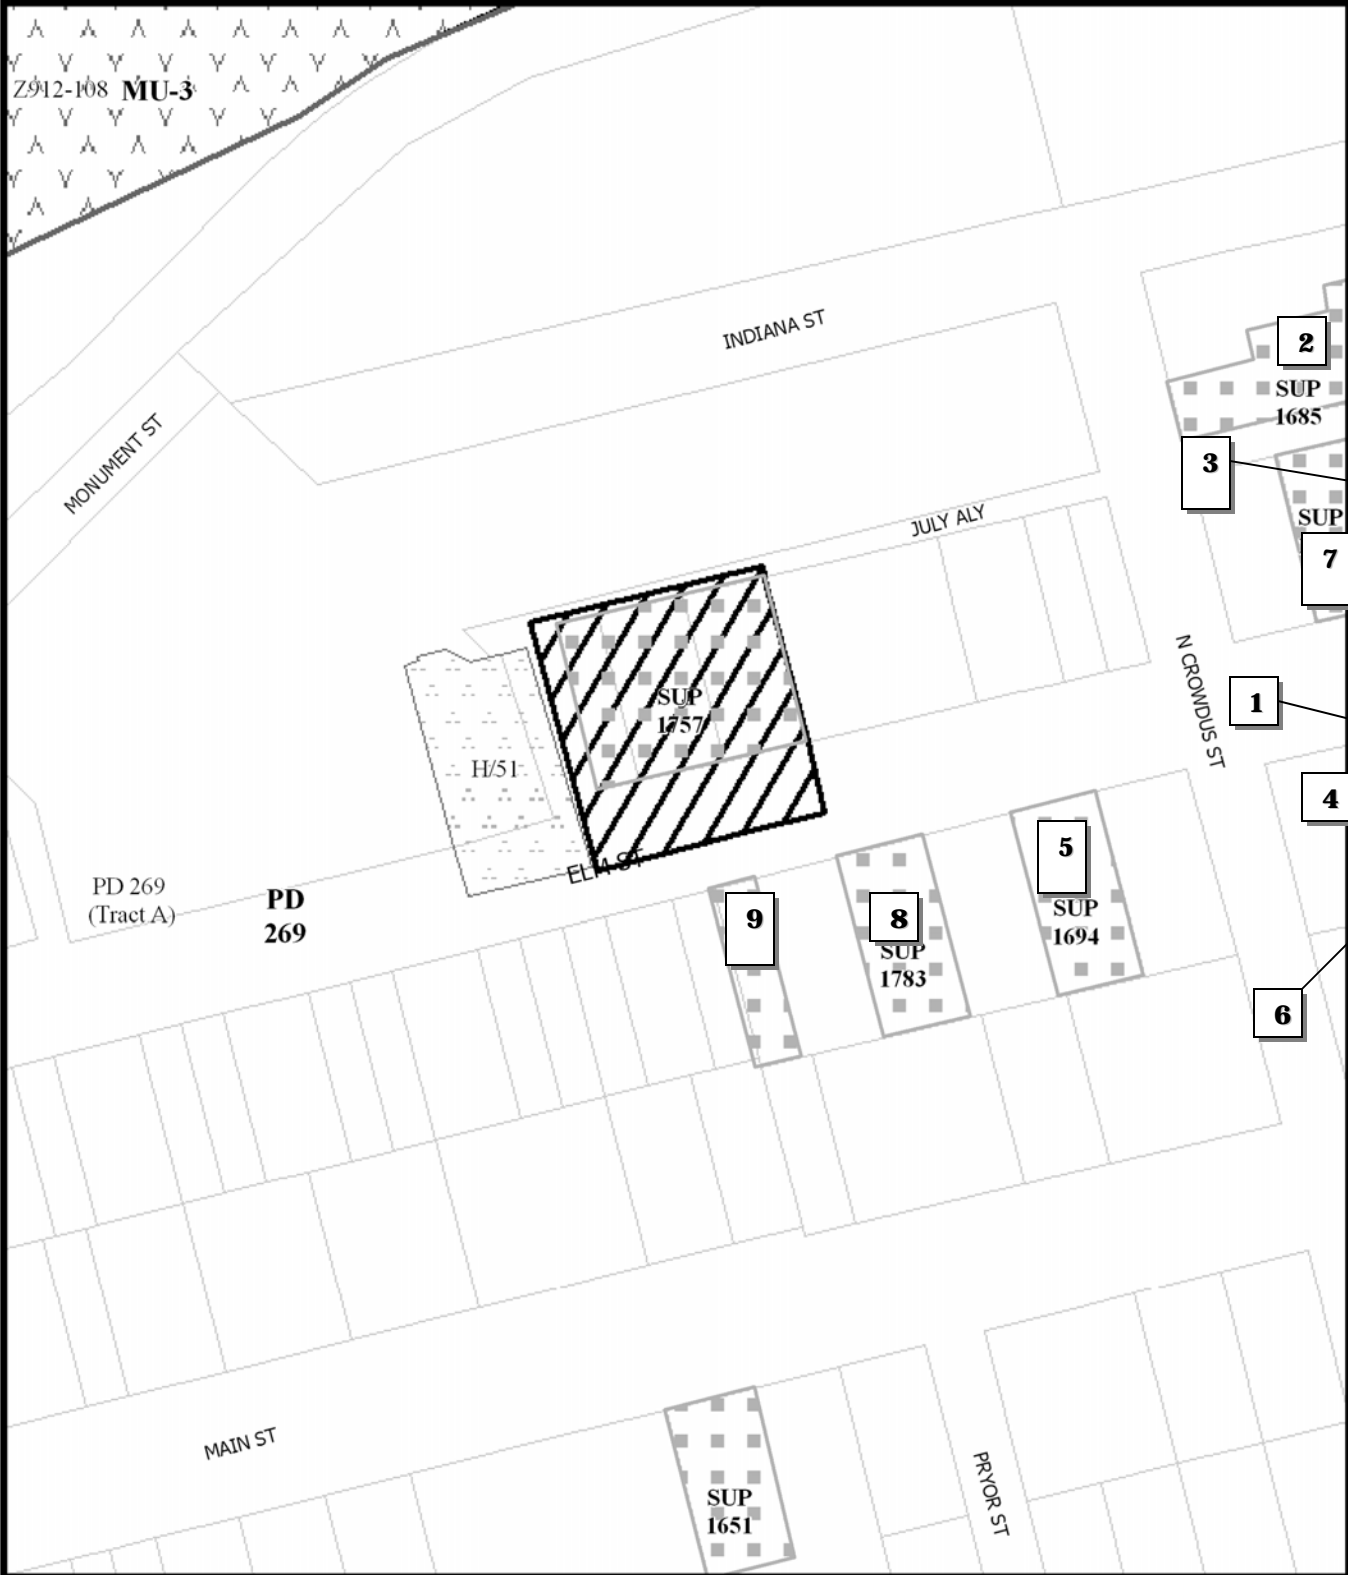 Z912-108 MU-3
INDIANA ST
2
SUP
1685
MONUMENT ST
3
JULY ALY
SUP
7
N CROWDUS ST
SUP
1757
1
H/51
4
5
ELM ST
PD 269
(Tract A)
PD
269
9
8
SUP
1694
SUP
1783
6
MAIN ST
PRYOR ST
SUP
1651